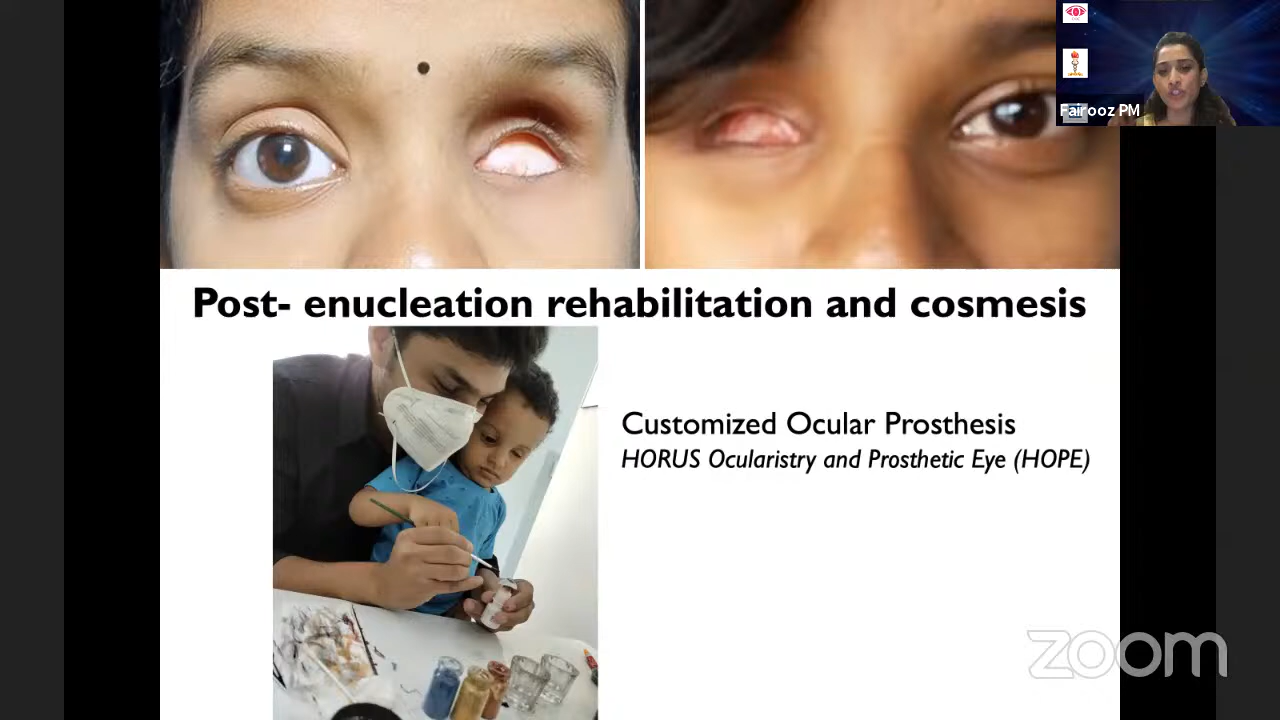 Fairooz PM
Post- enucleation rehabilitation and cosmesis
Customized Ocular Prosthesis
HORUS Ocularistry and Prosthetic Eye (HOPE)
zoom